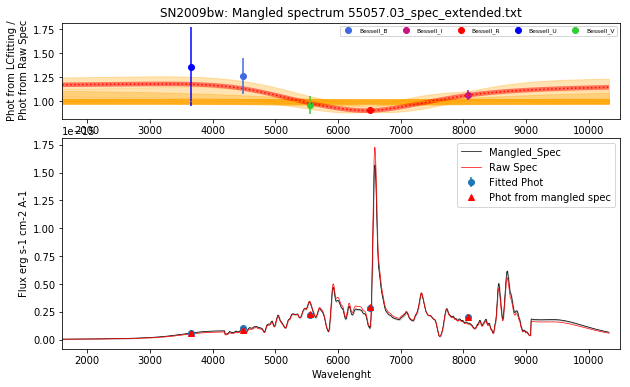 SN2009bw: Mangled spectrum 55057.03_spec_extended.txt
Phot from LCfitting /
Phot from Raw Spec
1.75
1.50
1.25
1.00
Bessell_B
Bessell_I
Bessell_R
Bessell_U
Bessell_V
2000 3000 4000 5000 6000 7000 8000 9000 10000
1e-15
Flux erg s-1 cm-2 A-1
1.75
1.50
1.25
1.00
0.75
0.50
0.25
0.00
Mangled_Spec
Raw Spec
Fitted Phot
Phot from mangled spec
2000 3000 4000 5000 6000 7000 8000 9000 10000
Wavelenght